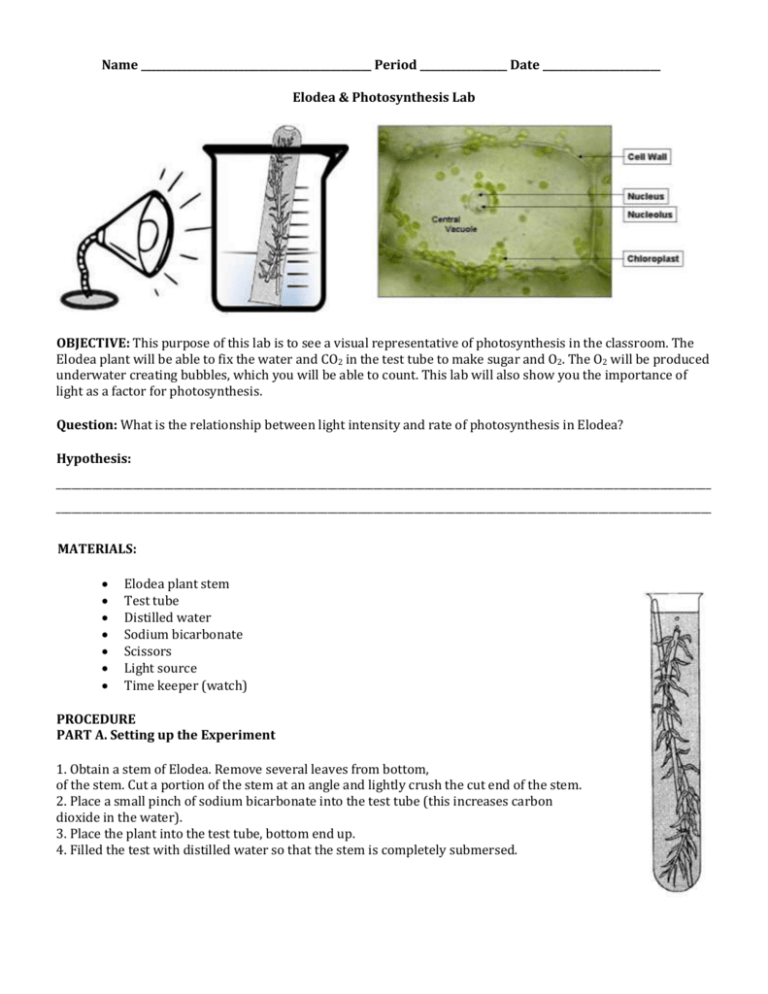 Name ______________________________________ Period ______________ Date ___________________
Elodea & Photosynthesis Lab
Cell Wall
Nucleus
Nucleolus
Central
Vacuole
Chloroplast
OBJECTIVE: This purpose of this lab is to see a visual representative of photosynthesis in the classroom. The
Elodea plant will be able to fix the water and CO2 in the test tube to make sugar and O2. The O2 will be produced
underwater creating bubbles, which you will be able to count. This lab will also show you the importance of
light as a factor for photosynthesis.
Question: What is the relationship between light intensity and rate of photosynthesis in Elodea?
Hypothesis:
MATERIALS:
• Elodea plant stem
• Test tube
• Distilled water
• Sodium bicarbonate
• Scissors
• Light source
• Time keeper (watch)
PROCEDURE
PART A. Setting up the Experiment
1. Obtain a stem of Elodea. Remove several leaves from bottom,
of the stem. Cut a portion of the stem at an angle and lightly crush the cut end of the stem.
2. Place a small pinch of sodium bicarbonate into the test tube (this increases carbon
dioxide in the water).
3. Place the plant into the test tube, bottom end up.
4. Filled the test with distilled water so that the stem is completely submersed.